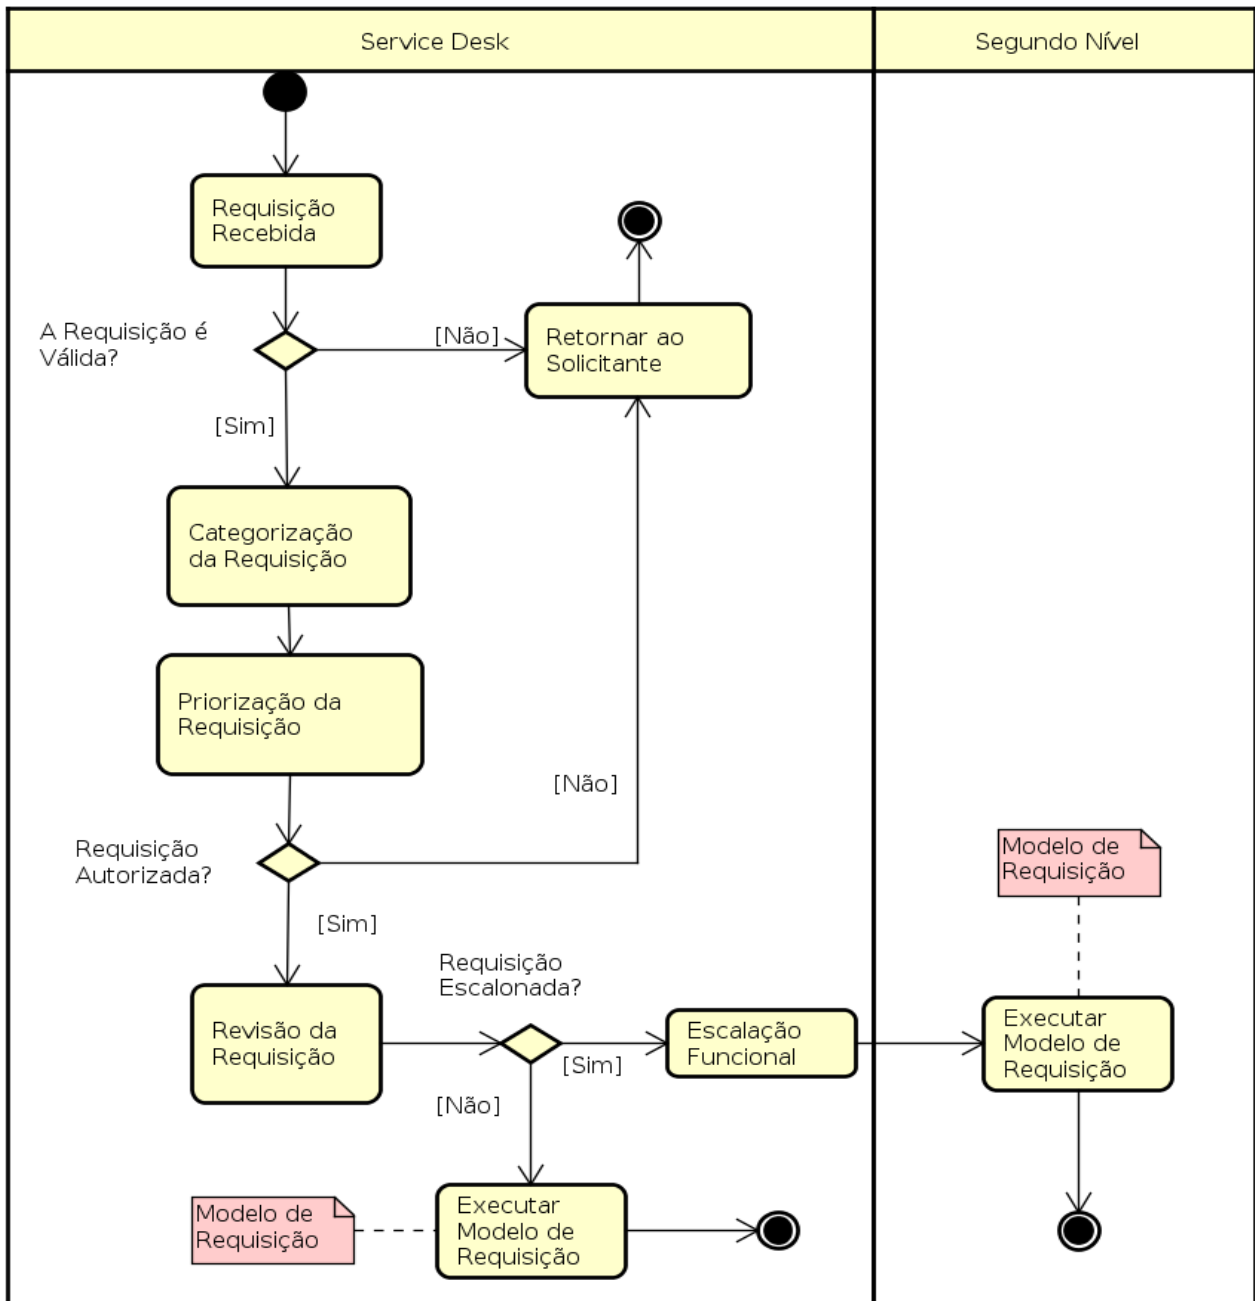 Service Desk
Segundo Nível
Requisição
Recebida
A Requisição é
Válida?
[Não]
Retornar ao
Solicitante
[Sim]
Categorização
da Requisição
Priorização da
Requisição
[Não]
Requisição
Autorizada?
[Sim]
Modelo de
Requisição
Requisição
Escalonada?
Revisão da
Requisição
[Sim]
Escalação
Funcional
Executar
Modelo de
Requisição
[Não]
Modelo de
Requisição
Executar
Modelo de
Requisição